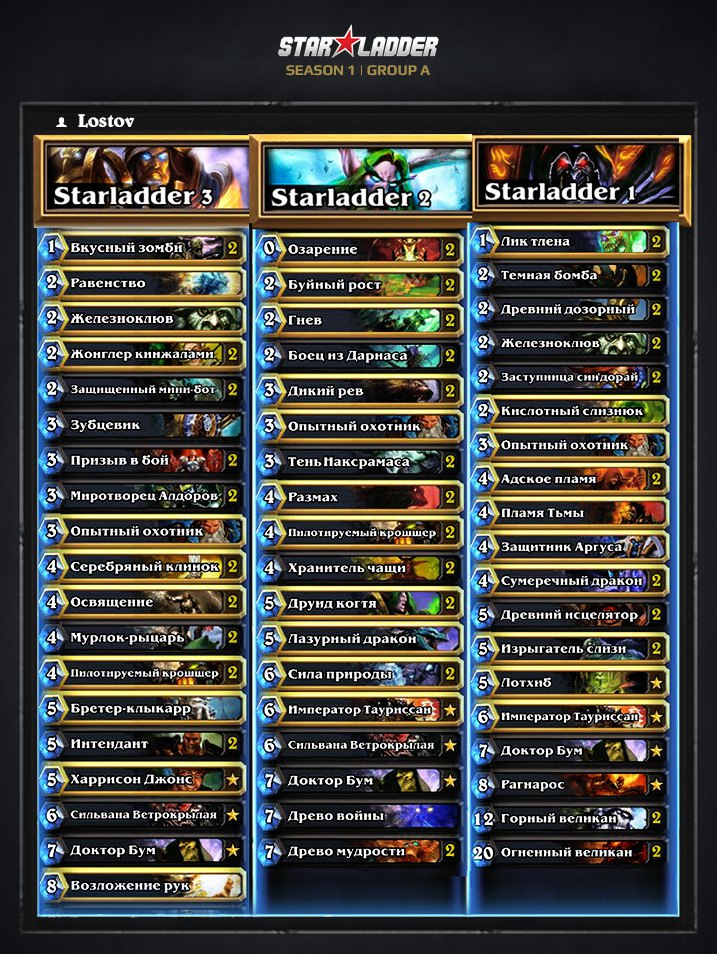 STAR LADDER
SEASON 1 | GROUP A
Lostov
Starladder 3
1 Вкусный зомби 2
2 Равенство
2 Железноклюв
2 Жонглер кинжалами 2
2 Защищенный мини-бот 2
3 Зубцевик
3 Призыв в бой 2
3 Миротворец Алдоров 2
3 Опытный охотник
4 Серебряный клинок 2
4 Освящение 2
4 Мурлок-рыцарь 2
4 Пилотируемый крошшер 2
5 Бретер-клыкарр
5 Интендант 2
5 Харрисон Джонс
6 Сильвана Ветрокрылая
7 Доктор Бум
8 Возложение рук
Starladder 2
0 Озарение 2
2 Буйный рост 2
2 Гнев 2
2 Боец из Дарнаса 2
3 Дикий рев 2
3 Опытный охотник
3 Тень Наксрамаса 2
4 Размах 2
4 Пилотируемый крошшер 2
4 Хранитель чащи 2
5 Друид когтя 2
5 Лазурный дракон
6 Сила природы 2
6 Император Тауриссан
6 Сильвана Ветрокрылая
7 Доктор Бум
7 Древо войны
7 Древо мудрости 2
Starladder 1
1 Лик тлена 2
2 Темная бомба 2
2 Древний дозорный 2
2 Железноклюв
2 Заступница син'дорай
2 Кислотный слизнюк
3 Опытный охотник
4 Адское пламя 2
4 Пламя Тьмы
4 Защитник Аргуса
4 Сумеречный дракон 2
5 Древний исцелятор 2
5 Изрыгатель слизи 2
5 Лотхиб
6 Император Тауриссан
7 Доктор Бум
8 Рагнарос
12 Горный великан 2
20 Огненный великан 2